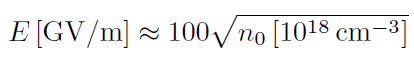 E [GV/m] ≈ 100√n₀ [10¹⁸ cm⁻³]